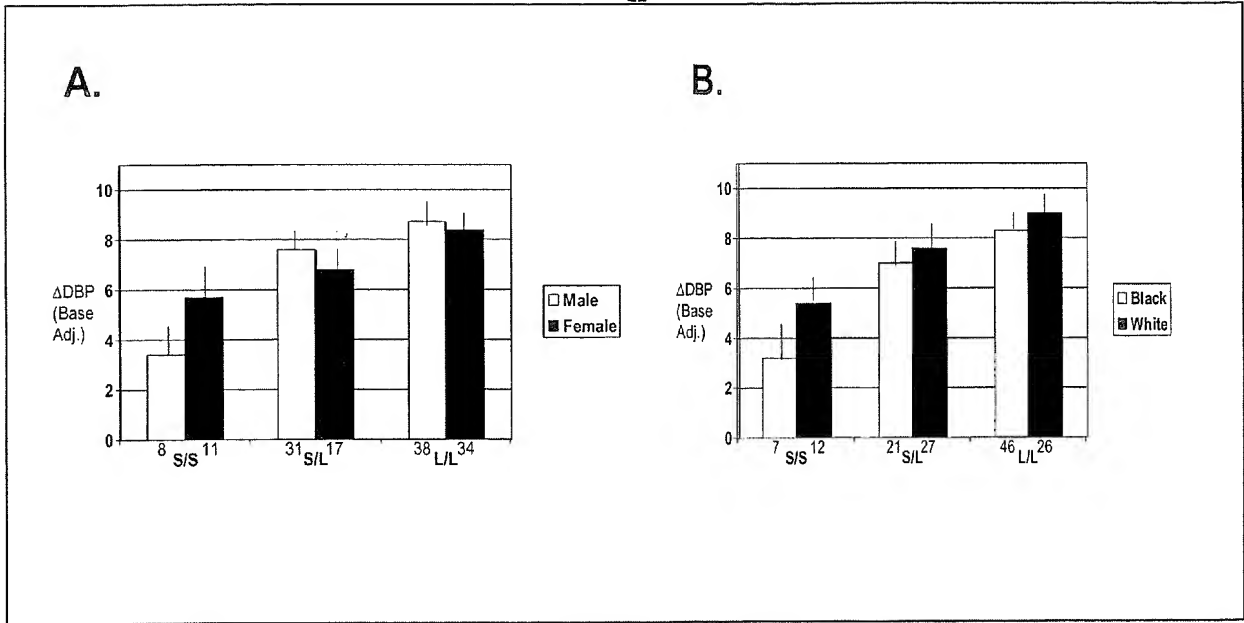 A.
10
8
6
4
2
0
ΔDBP
(Base
Adj.)
8 S/S 11
31 S/L 17
38 L/L 34
Male
Female
B.
10
8
6
4
2
0
ΔDBP
(Base
Adj.)
7 S/S 12
21 S/L 27
46 L/L 26
Black
White